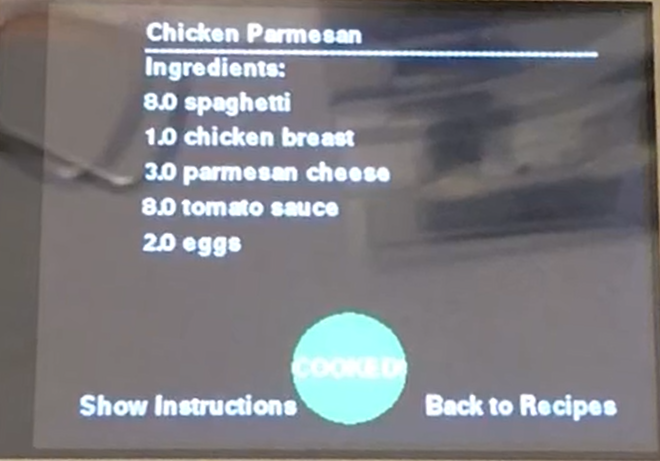 Chicken Parmesan
Ingredients:
8.0 spaghetti
1.0 chicken breast
3.0 parmesan cheese
8.0 tomato sauce
2.0 eggs
COOKED!
Show Instructions
Back to Recipes